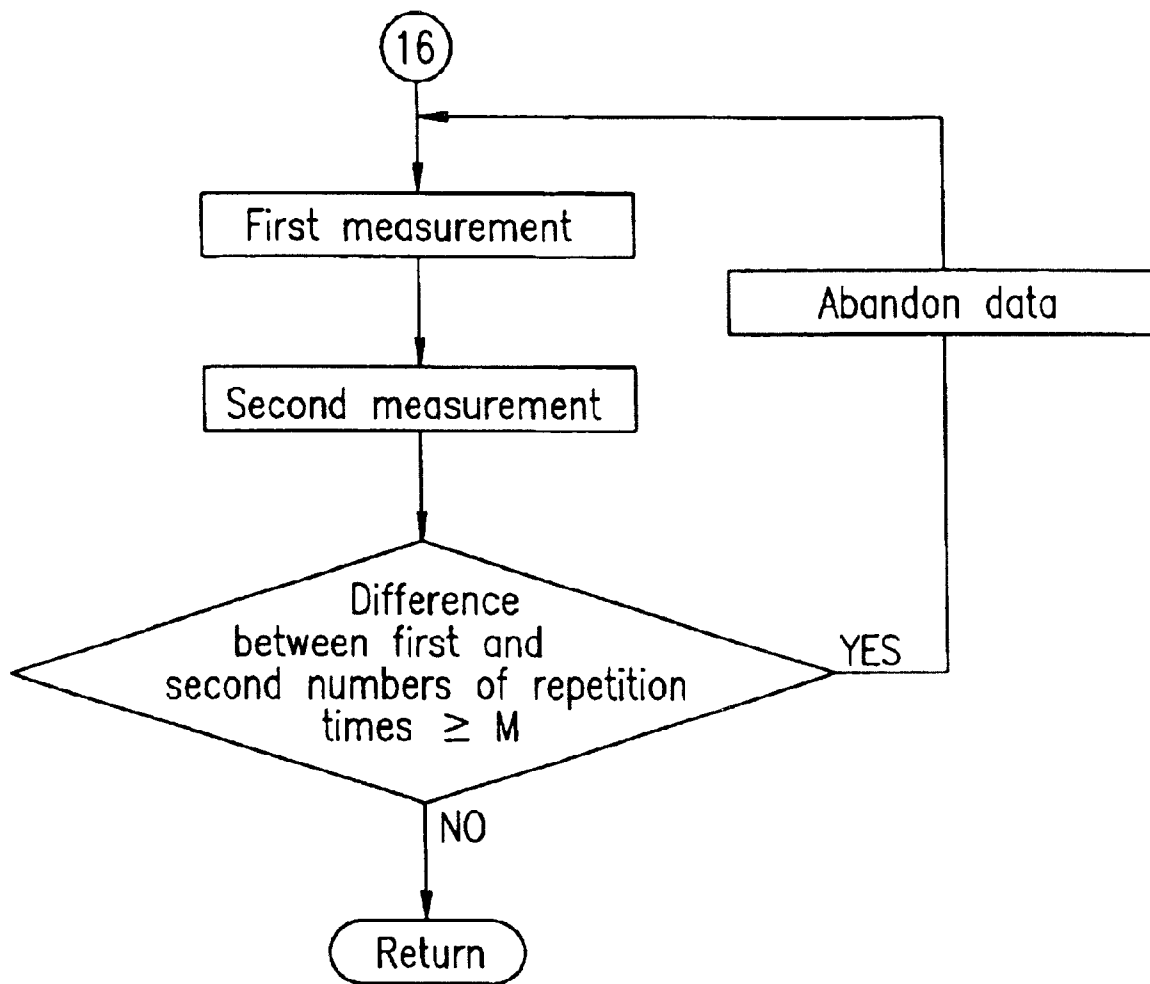 16
First measurement
Abandon data
Second measurement
Difference
between first and
second numbers of repetition
times ≥ M
YES
NO
Return